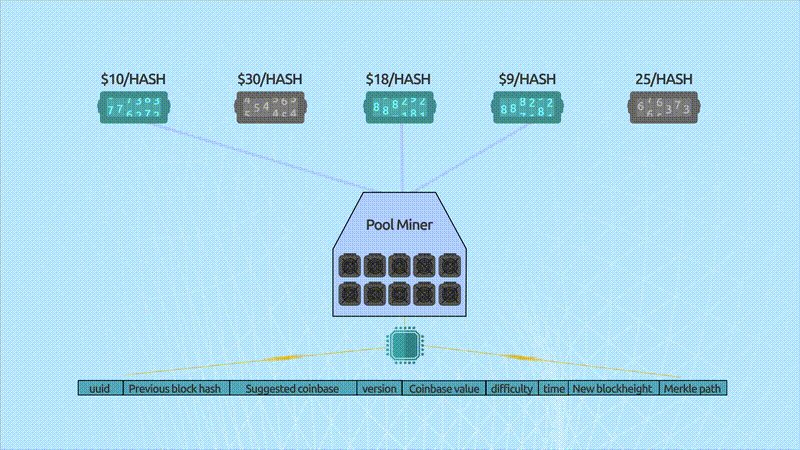 $10/HASH $30/HASH $18/HASH $9/HASH 25/HASH
Pool Miner
uuid Previous block hash Suggested coinbase version Coinbase value difficulty time New blockheight Merkle path